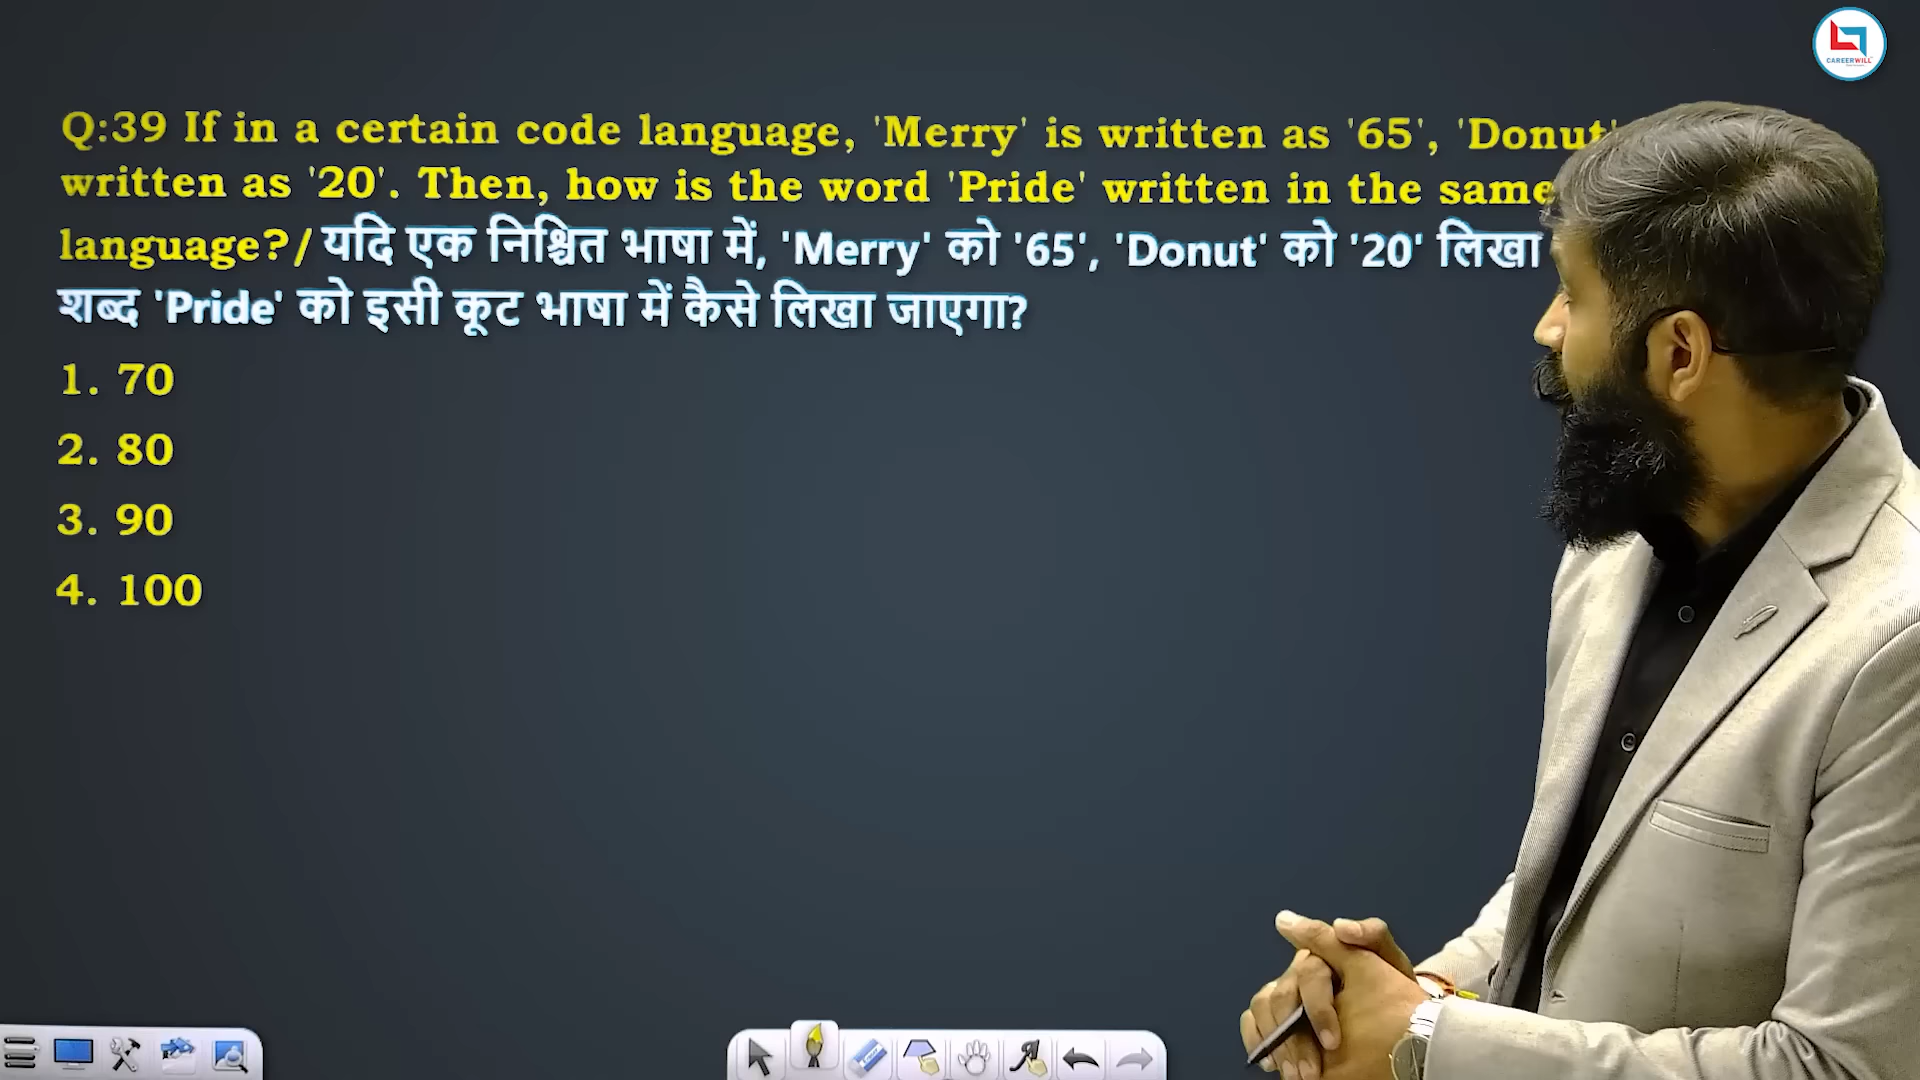 CAREERWILL
Q:39 If in a certain code language, 'Merry' is written as '65', 'Donut'
written as '20'. Then, how is the word 'Pride' written in the same
language?/ यदि एक निश्चित भाषा में, 'Merry' को '65', 'Donut' को '20' लिखा
शब्द 'Pride' को इसी कूट भाषा में कैसे लिखा जाएगा?
1. 70
2. 80
3. 90
4. 100